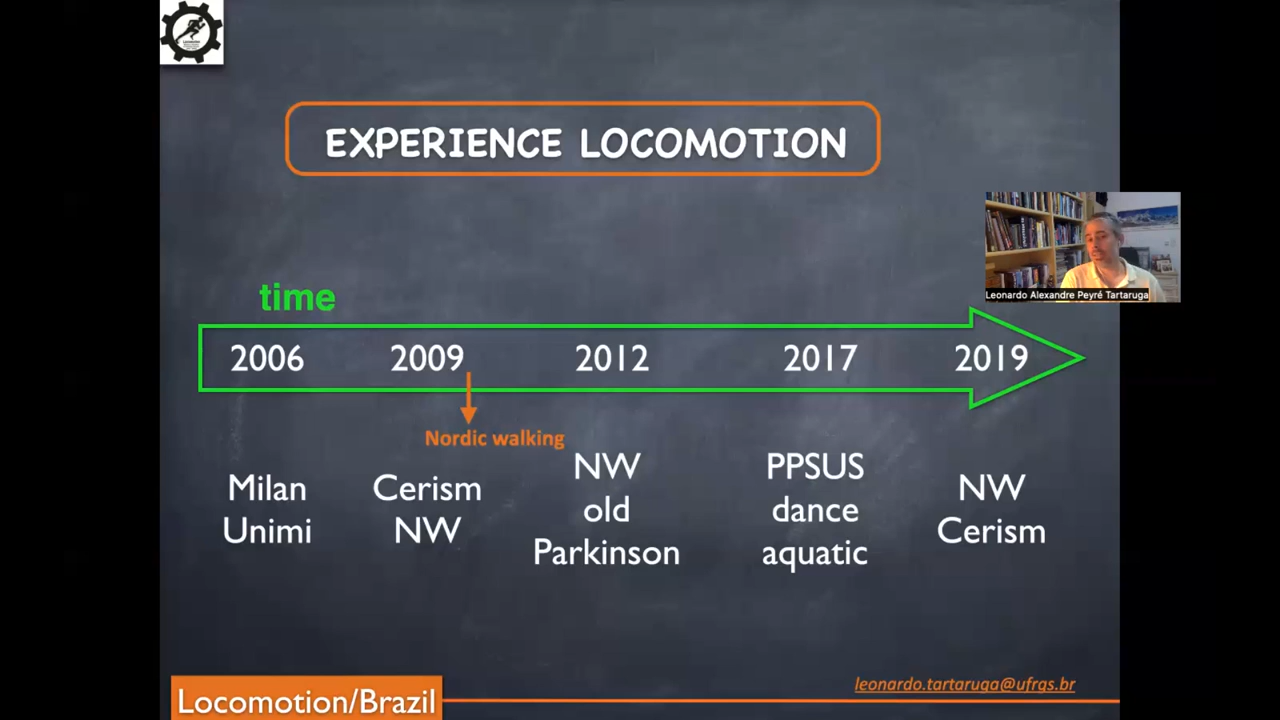 EXPERIENCE LOCOMOTION
Leonardo Alexandre Peyré Tartaruga
time
2006 2009 2012 2017 2019
Nordic walking
Milan
Unimi
Cerism
NW
NW
old
Parkinson
PPSUS
dance
aquatic
NW
Cerism
leonardo.tartaruga@ufrgs.br
Locomotion/Brazil